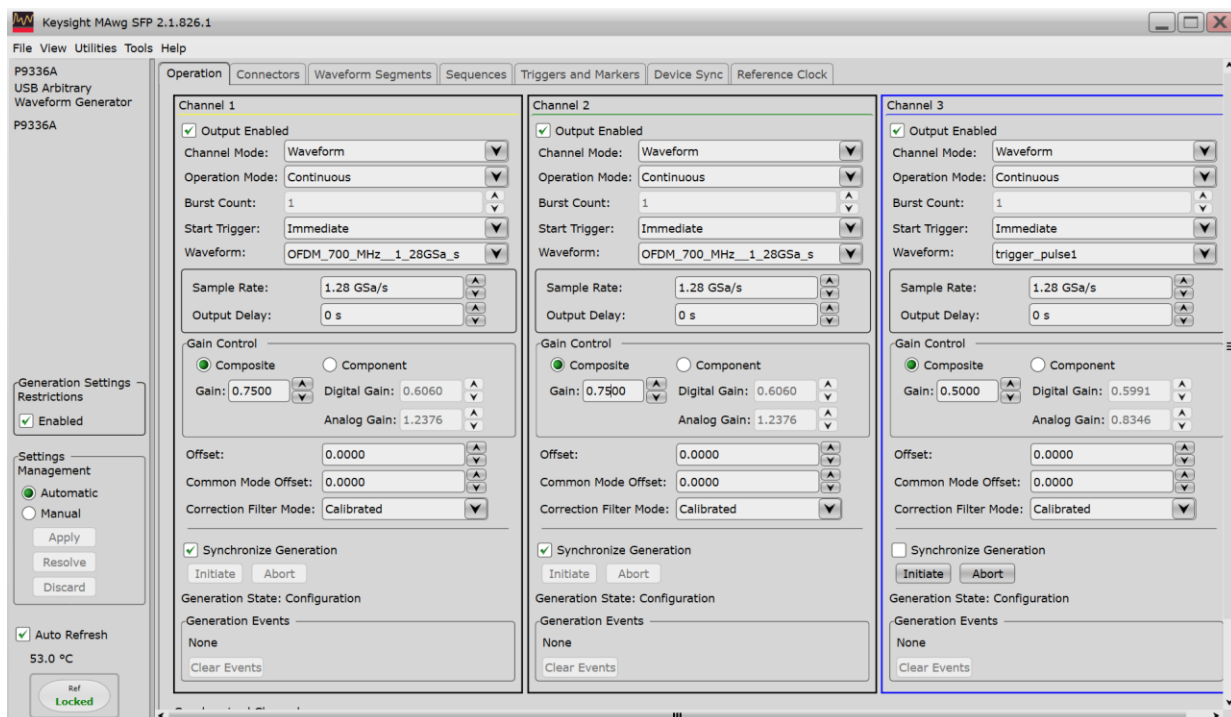 Keysight MAwg SFP 2.1.826.1
File View Utilities Tools Help
P9336A
USB Arbitrary
Waveform Generator
P9336A
Generation Settings
Restrictions
Enabled
Settings
Management
Automatic
Manual
Apply
Resolve
Discard
Auto Refresh
53.0 °C
Ref
Locked
Operation Connectors Waveform Segments Sequences Triggers and Markers Device Sync Reference Clock
Channel 1
Output Enabled
Channel Mode: Waveform
Operation Mode: Continuous
Burst Count: 1
Start Trigger: Immediate
Waveform: OFDM_700_MHz__1_28GSa_s
Sample Rate: 1.28 GSa/s
Output Delay: 0 s
Gain Control
Composite Component
Gain: 0.7500 Digital Gain: 0.6060
Analog Gain: 1.2376
Offset: 0.0000
Common Mode Offset: 0.0000
Correction Filter Mode: Calibrated
Synchronize Generation
Initiate Abort
Generation State: Configuration
Generation Events
None
Clear Events
Channel 2
Output Enabled
Channel Mode: Waveform
Operation Mode: Continuous
Burst Count: 1
Start Trigger: Immediate
Waveform: OFDM_700_MHz__1_28GSa_s
Sample Rate: 1.28 GSa/s
Output Delay: 0 s
Gain Control
Composite Component
Gain: 0.7500 Digital Gain: 0.6060
Analog Gain: 1.2376
Offset: 0.0000
Common Mode Offset: 0.0000
Correction Filter Mode: Calibrated
Synchronize Generation
Initiate Abort
Generation State: Configuration
Generation Events
None
Clear Events
Channel 3
Output Enabled
Channel Mode: Waveform
Operation Mode: Continuous
Burst Count: 1
Start Trigger: Immediate
Waveform: trigger_pulse1
Sample Rate: 1.28 GSa/s
Output Delay: 0 s
Gain Control
Composite Component
Gain: 0.5000 Digital Gain: 0.5991
Analog Gain: 0.8346
Offset: 0.0000
Common Mode Offset: 0.0000
Correction Filter Mode: Calibrated
Synchronize Generation
Initiate Abort
Generation State: Configuration
Generation Events
None
Clear Events